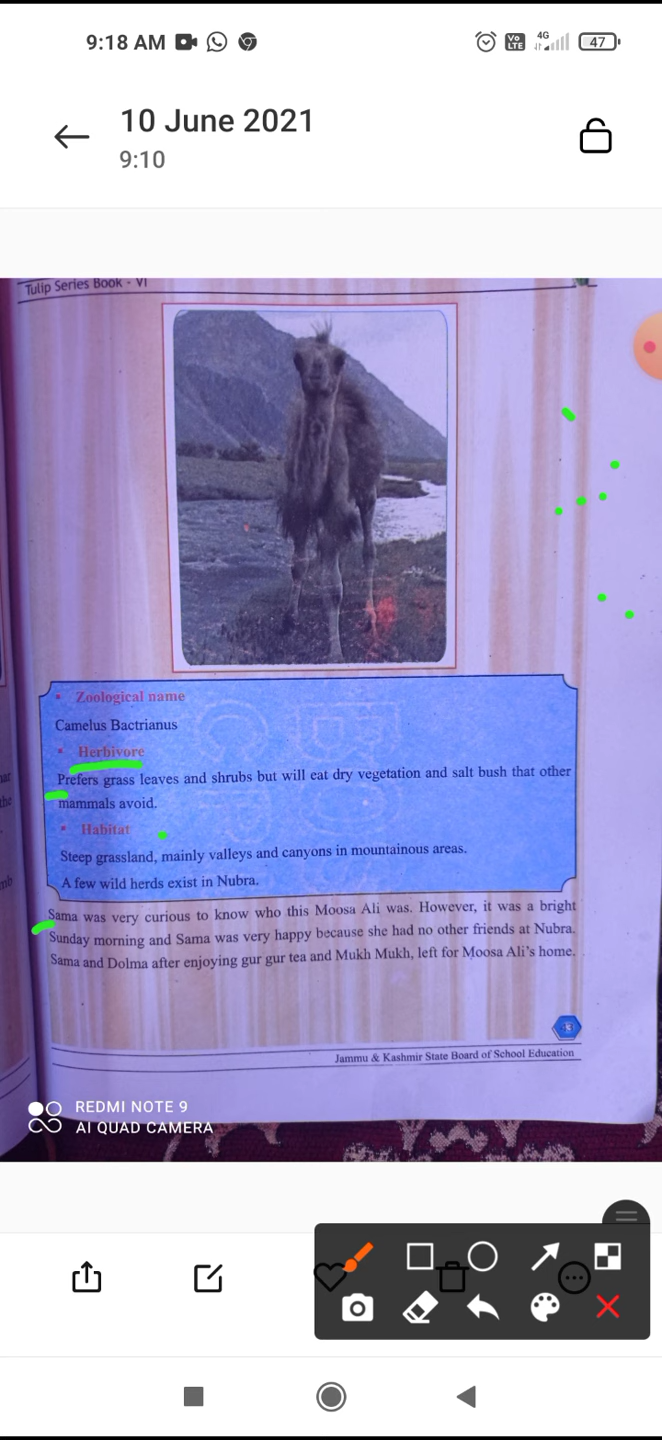 9:18 AM
Vo LTE
4G
47
10 June 2021
9:10
Tulip Series Book - VI
Zoological name
Camelus Bactrianus
Herbivore
Prefers grass leaves and shrubs but will eat dry vegetation and salt bush that other
mammals avoid.
Habitat
Steep grassland, mainly valleys and canyons in mountainous areas.
A few wild herds exist in Nubra.
Sama was very curious to know who this Moosa Ali was. However, it was a bright
Sunday morning and Sama was very happy because she had no other friends at Nubra.
Sama and Dolma after enjoying gur gur tea and Mukh Mukh, left for Moosa Ali's home.
Jammu & Kashmir State Board of School Education
REDMI NOTE 9
AI QUAD CAMERA